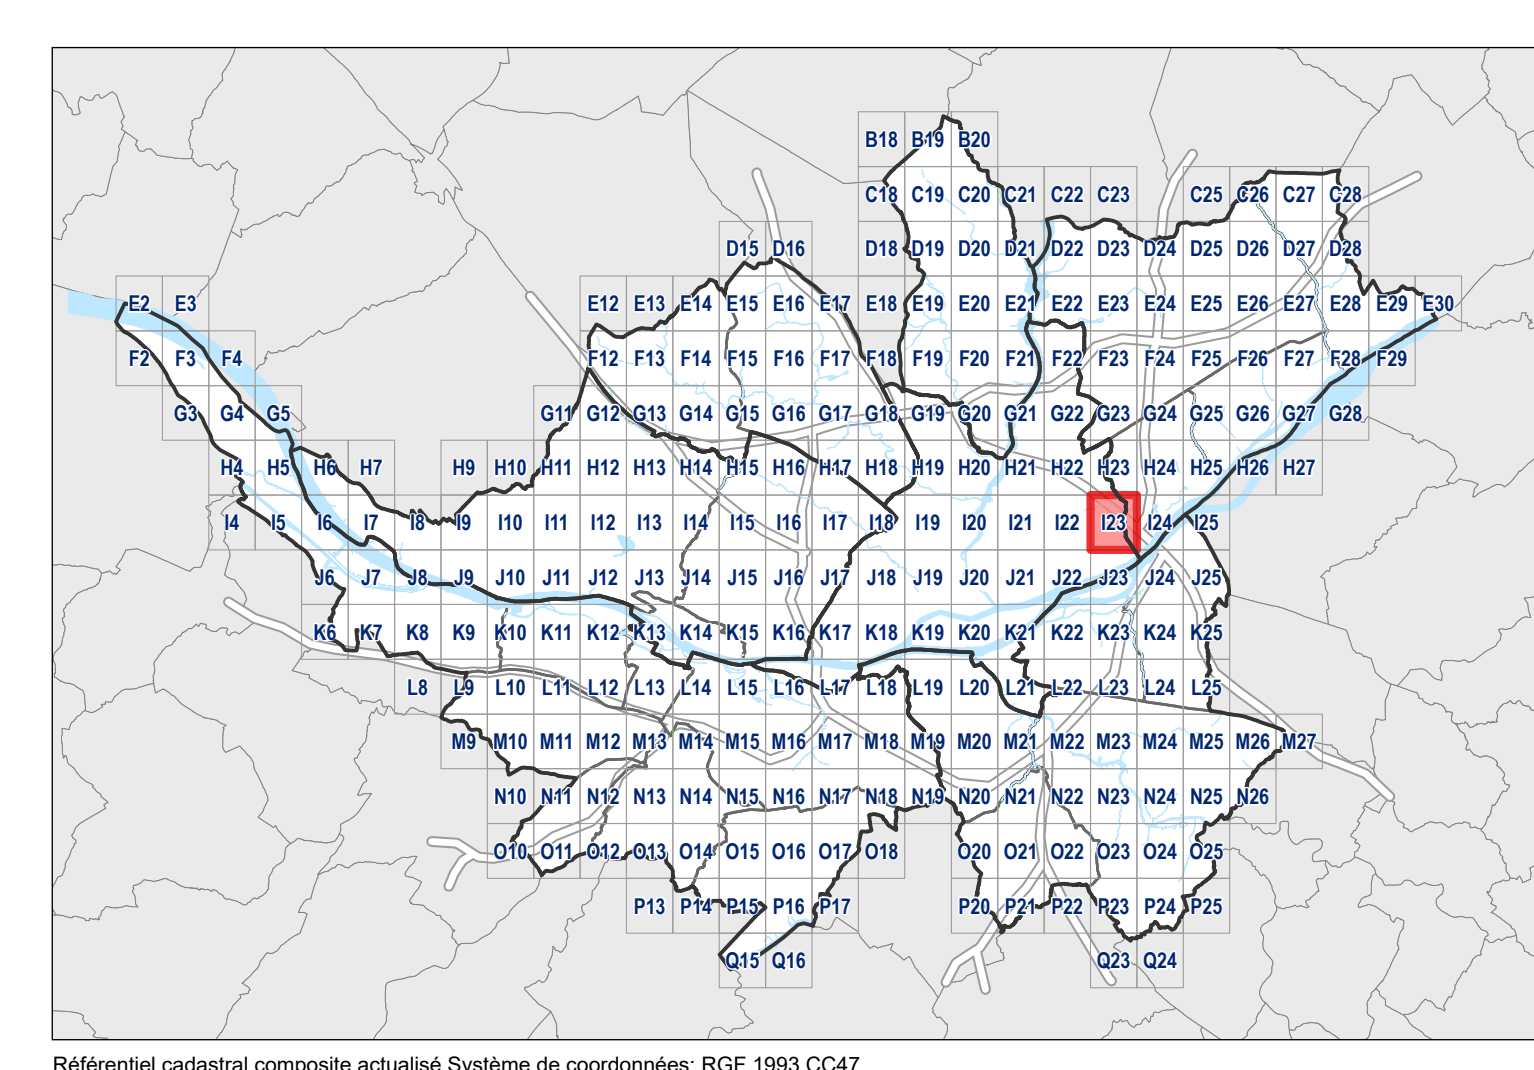 B18 B19 B20
C18 C19 C20 C21 C22 C23 C25 C26 C27 C28
D15 D16 D18 D19 D20 D21 D22 D23 D24 D25 D26 D27 D28
E2 E3 E12 E13 E14 E15 E16 E17 E18 E19 E20 E21 E22 E23 E24 E25 E26 E27 E28 E29 E30
F2 F3 F4 F12 F13 F14 F15 F16 F17 F18 F19 F20 F21 F22 F23 F24 F25 F26 F27 F28 F29
G3 G4 G5 G11 G12 G13 G14 G15 G16 G17 G18 G19 G20 G21 G22 G23 G24 G25 G26 G27 G28
H4 H5 H6 H7 H9 H10 H11 H12 H13 H14 H15 H16 H17 H18 H19 H20 H21 H22 H23 H24 H25 H26 H27
I4 I5 I6 I7 I8 I9 I10 I11 I12 I13 I14 I15 I16 I17 I18 I19 I20 I21 I22 I23 I24 I25
J6 J7 J8 J9 J10 J11 J12 J13 J14 J15 J16 J17 J18 J19 J20 J21 J22 J23 J24 J25
K6 K7 K8 K9 K10 K11 K12 K13 K14 K15 K16 K17 K18 K19 K20 K21 K22 K23 K24 K25
L8 L9 L10 L11 L12 L13 L14 L15 L16 L17 L18 L19 L20 L21 L22 L23 L24 L25
M9 M10 M11 M12 M13 M14 M15 M16 M17 M18 M19 M20 M21 M22 M23 M24 M25 M26 M27
N10 N11 N12 N13 N14 N15 N16 N17 N18 N19 N20 N21 N22 N23 N24 N25 N26
O10 O11 O12 O13 O14 O15 O16 O17 O18 O20 O21 O22 O23 O24 O25
P13 P14 P15 P16 P17 P20 P21 P22 P23 P24 P25
Q15 Q16 Q23 Q24
Référentiel cadastral composite actualisé Système de coordonnées: RGF 1993 CC47